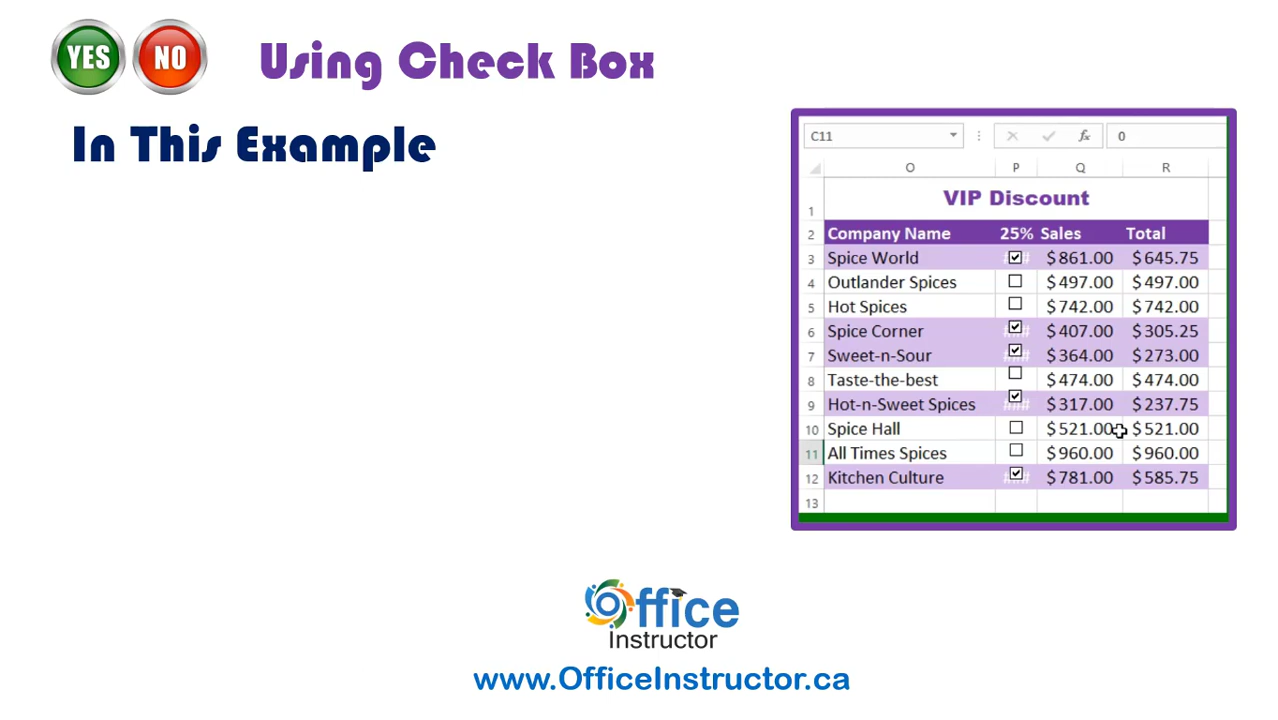 YES NO Using Check Box
In This Example
C11 fx 0
O P Q R
1 VIP Discount
2 Company Name 25% Sales Total
3 Spice World $861.00 $645.75
4 Outlander Spices $497.00 $497.00
5 Hot Spices $742.00 $742.00
6 Spice Corner $407.00 $305.25
7 Sweet-n-Sour $364.00 $273.00
8 Taste-the-best $474.00 $474.00
9 Hot-n-Sweet Spices $317.00 $237.75
10 Spice Hall $521.00 $521.00
11 All Times Spices $960.00 $960.00
12 Kitchen Culture $781.00 $585.75
13
Office
Instructor
www.OfficeInstructor.ca